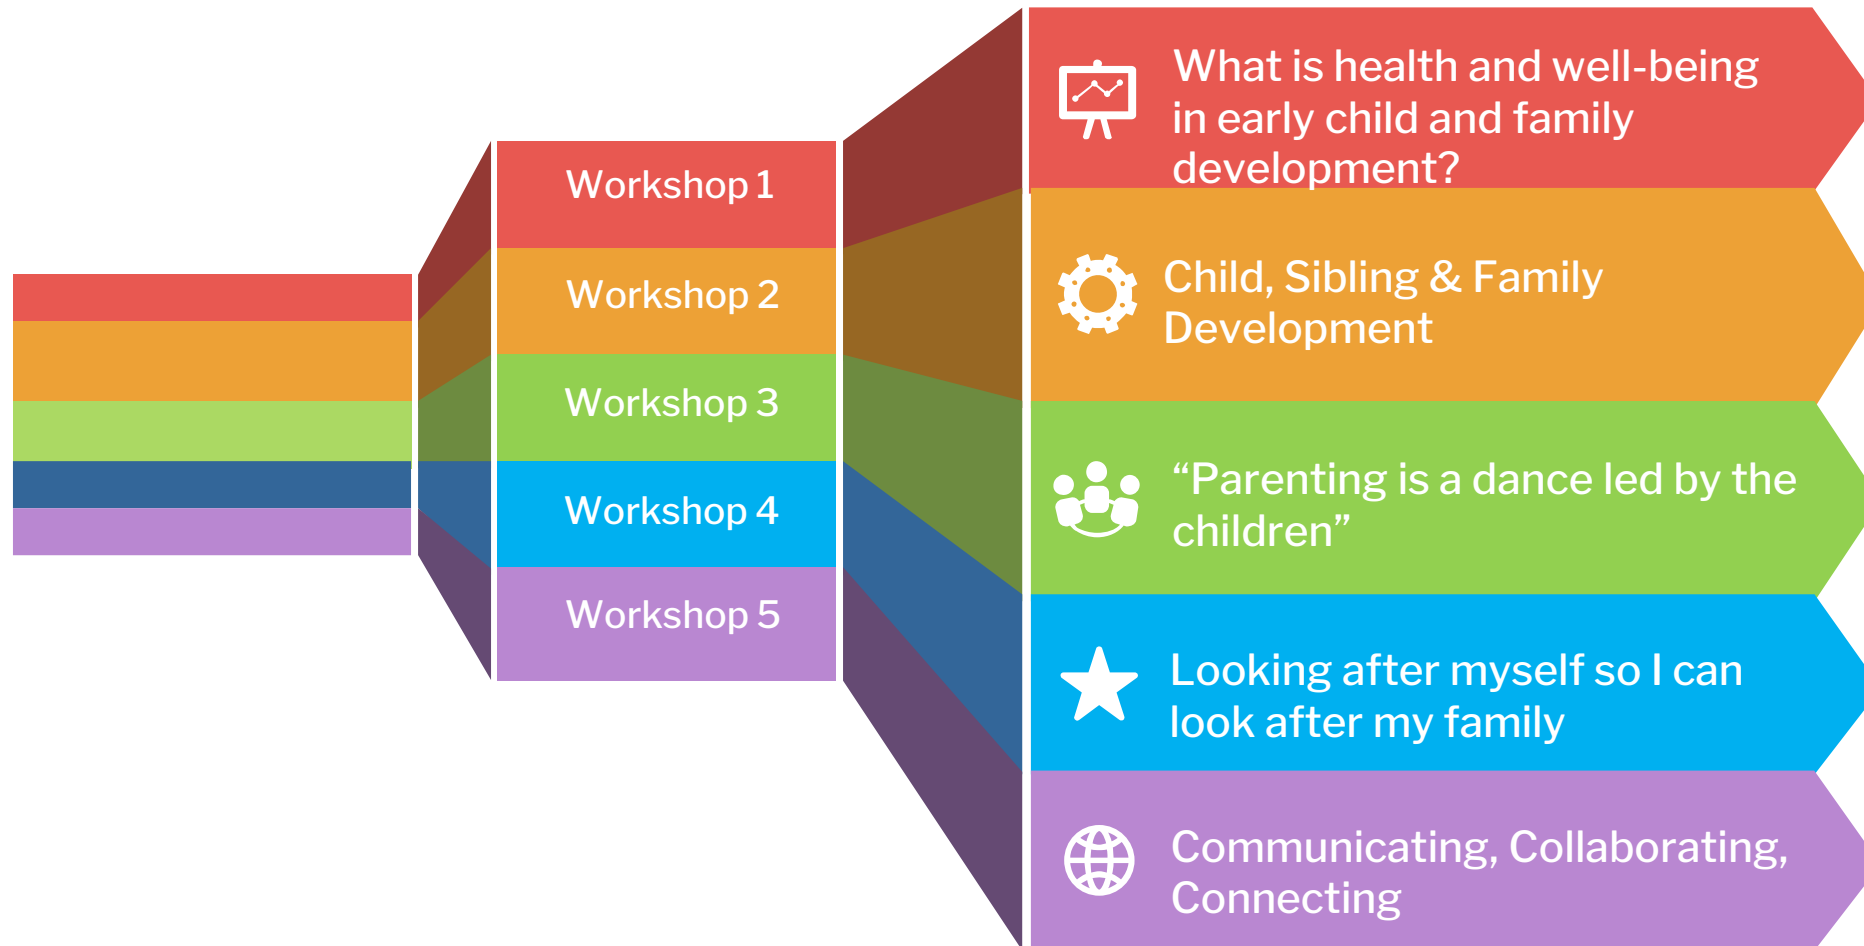 Workshop 1
Workshop 2
Workshop 3
Workshop 4
Workshop 5
What is health and well-being
in early child and family
development?
Child, Sibling & Family
Development
“Parenting is a dance led by the
children”
Looking after myself so I can
look after my family
Communicating, Collaborating,
Connecting